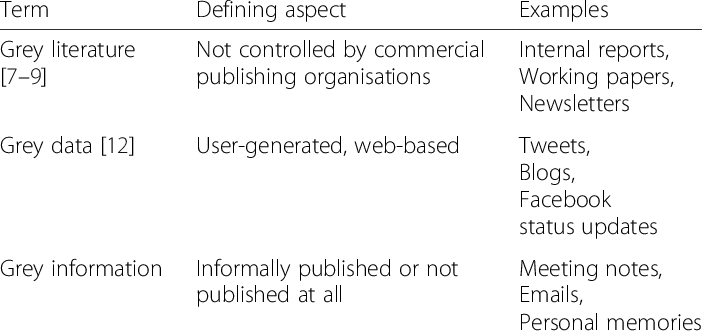 Term Defining aspect Examples
Grey literature Not controlled by commercial Internal reports,
[7–9] publishing organisations Working papers,
Newsletters
Grey data [12] User-generated, web-based Tweets,
Blogs,
Facebook
status updates
Grey information Informally published or not Meeting notes,
published at all Emails,
Personal memories